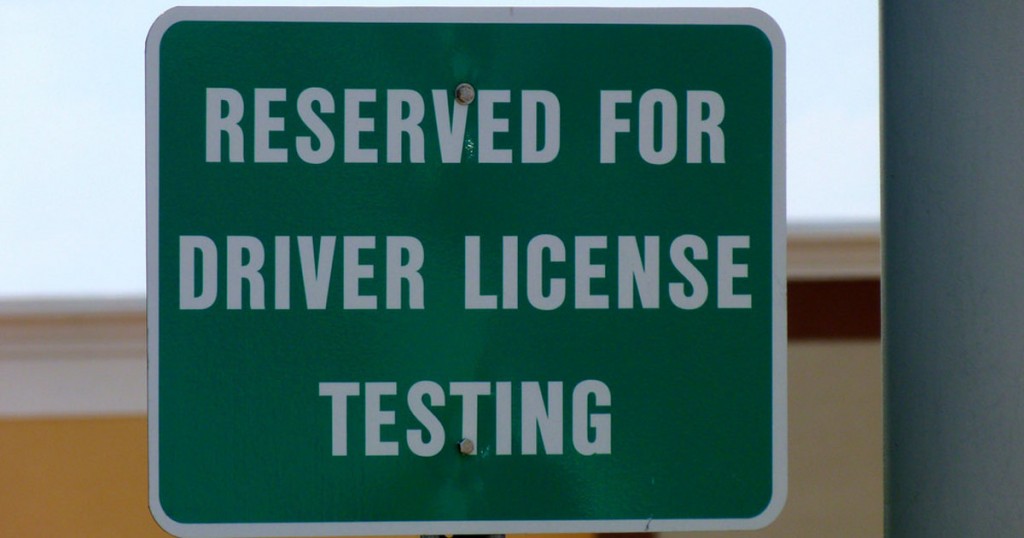 RESERVED FOR
DRIVER LICENSE
TESTING